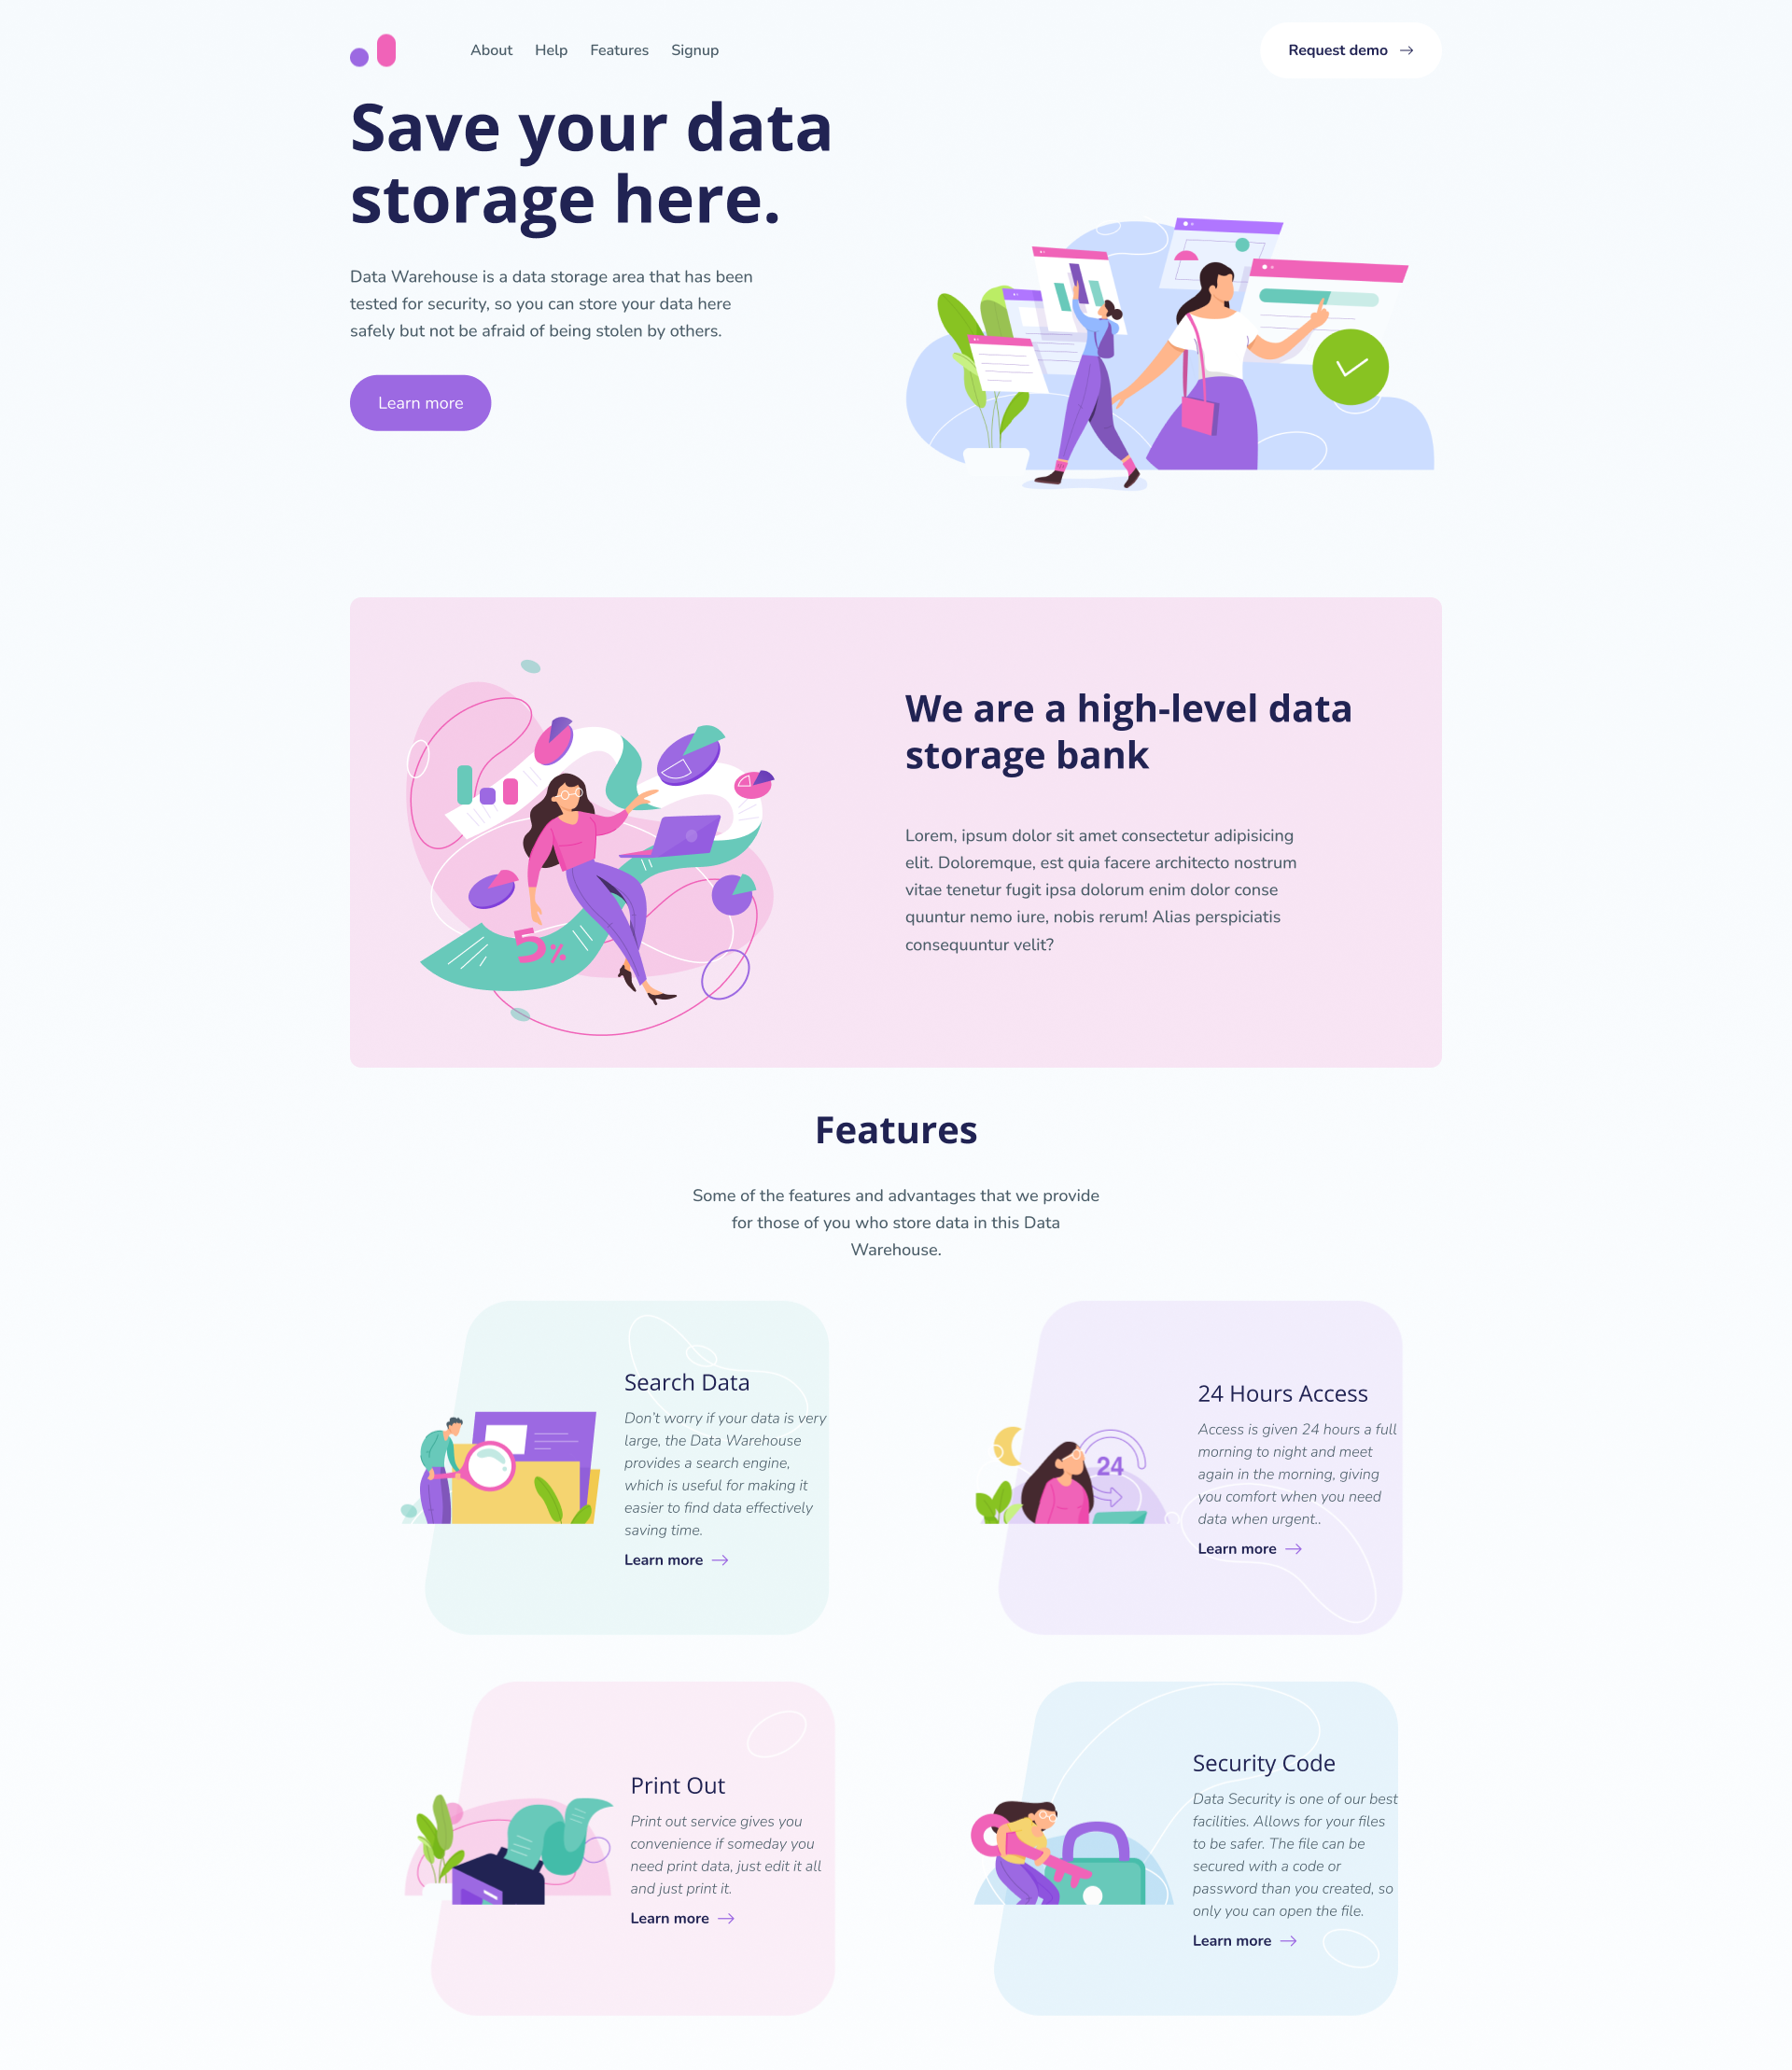 About Help Features Signup
Request demo
Save your data
storage here.
Data Warehouse is a data storage area that has been
tested for security, so you can store your data here
safely but not be afraid of being stolen by others.
Learn more
We are a high-level data
storage bank
Lorem, ipsum dolor sit amet consectetur adipisicing
elit. Doloremque, est quia facere architecto nostrum
vitae tenetur fugit ipsa dolorum enim dolor conse
quuntur nemo iure, nobis rerum! Alias perspiciatis
consequuntur velit?
5%
Features
Some of the features and advantages that we provide
for those of you who store data in this Data
Warehouse.
Search Data
Don't worry if your data is very
large, the Data Warehouse
provides a search engine,
which is useful for making it
easier to find data effectively
saving time.
Learn more
24 Hours Access
Access is given 24 hours a full
morning to night and meet
again in the morning, giving
you comfort when you need
data when urgent..
Learn more
24
Print Out
Print out service gives you
convenience if someday you
need print data, just edit it all
and just print it.
Learn more
Security Code
Data Security is one of our best
facilities. Allows for your files
to be safer. The file can be
secured with a code or
password than you created, so
only you can open the file.
Learn more